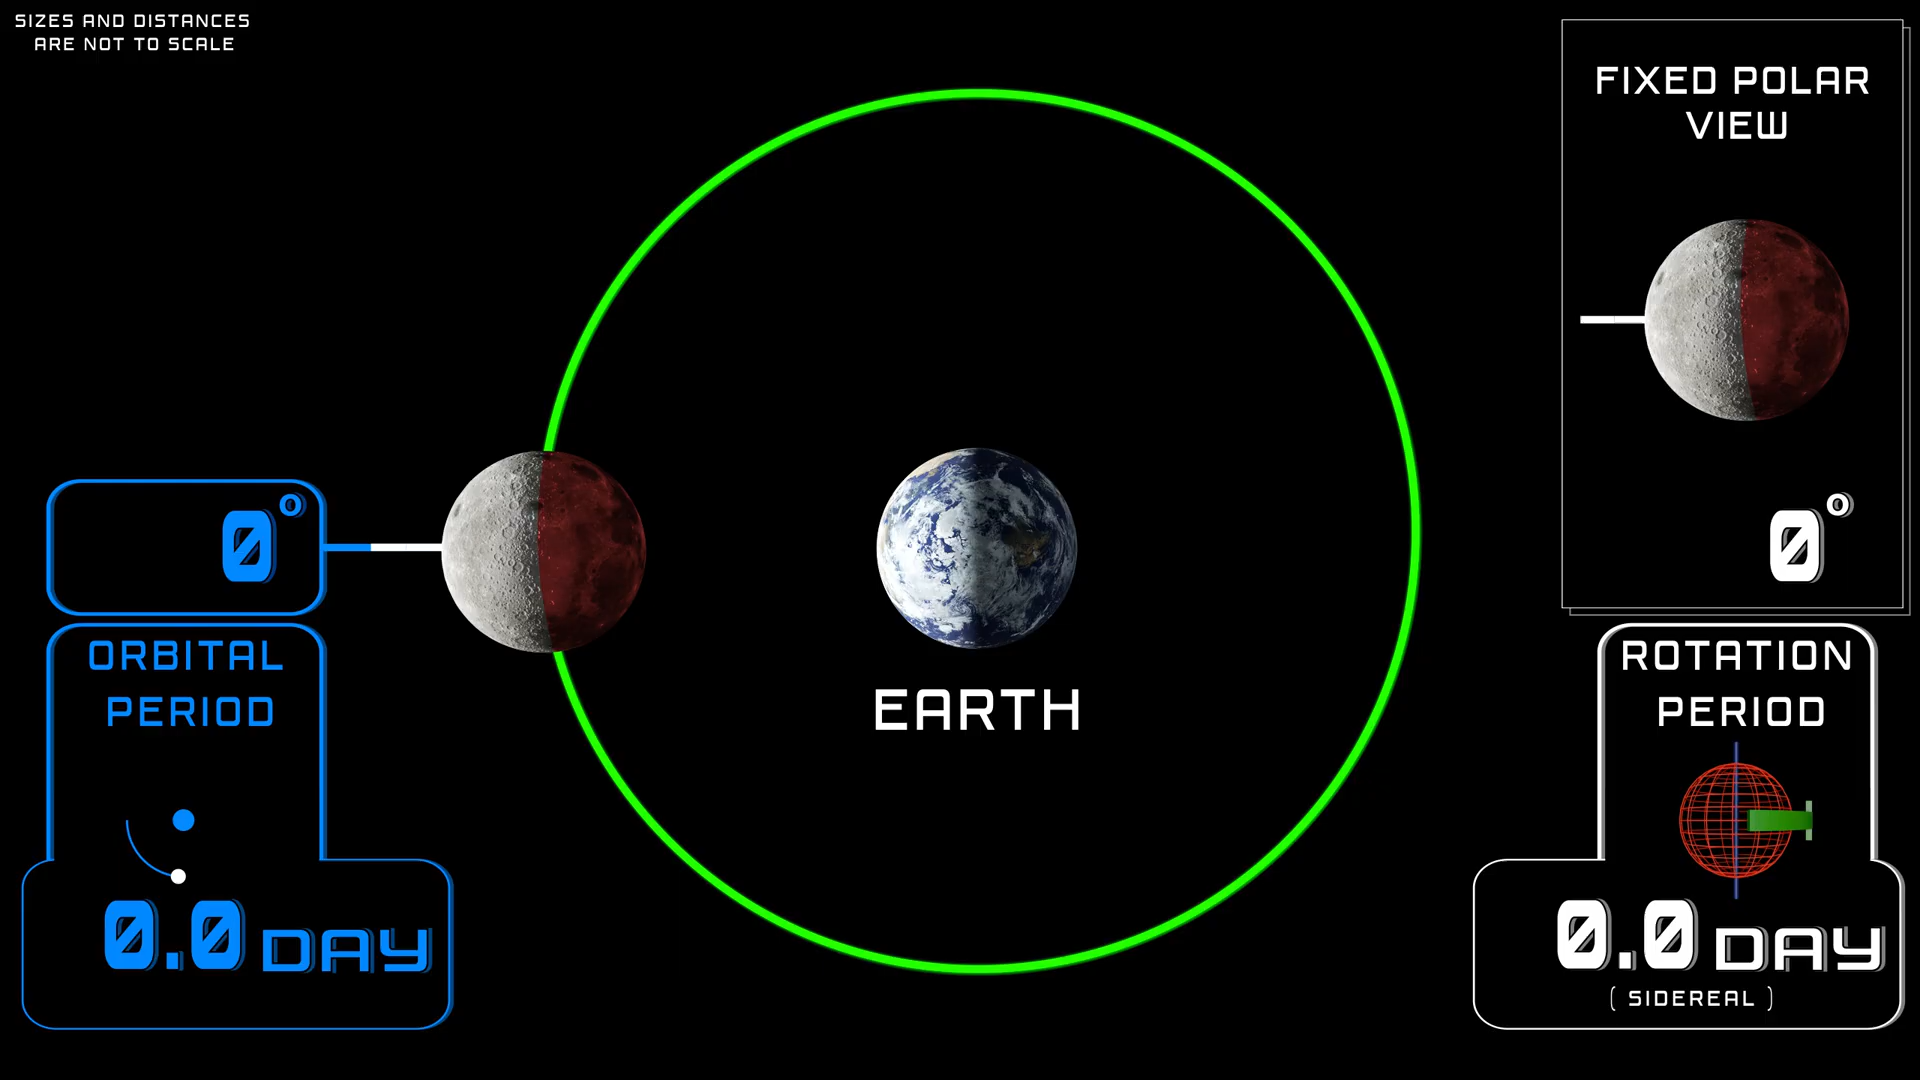 SIZES AND DISTANCES
ARE NOT TO SCALE
FIXED POLAR
VIEW
0°
0°
EARTH
ORBITAL
PERIOD
0.0 DAY
ROTATION
PERIOD
0.0 DAY
( SIDEREAL )